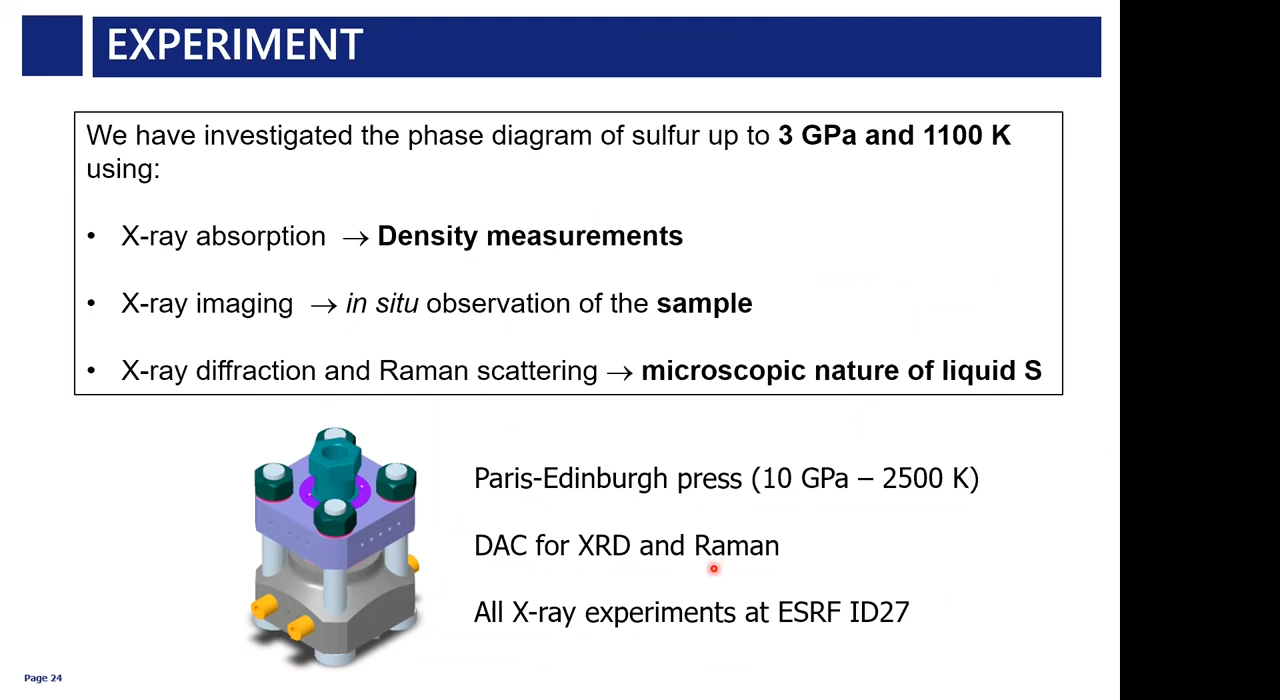 EXPERIMENT
We have investigated the phase diagram of sulfur up to 3 GPa and 1100 K
using:
• X-ray absorption → Density measurements
• X-ray imaging → in situ observation of the sample
• X-ray diffraction and Raman scattering → microscopic nature of liquid S
Paris-Edinburgh press (10 GPa – 2500 K)
DAC for XRD and Raman
All X-ray experiments at ESRF ID27
Page 24